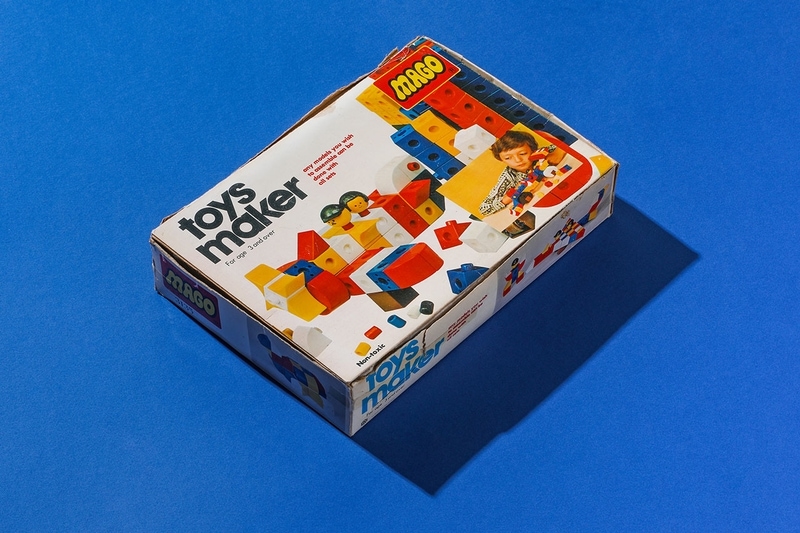 MAGO
toys
maker
any models you wish
to assemble can be
done with
all sets
For age 3 and over
Non-toxic
MAGO
toys
maker